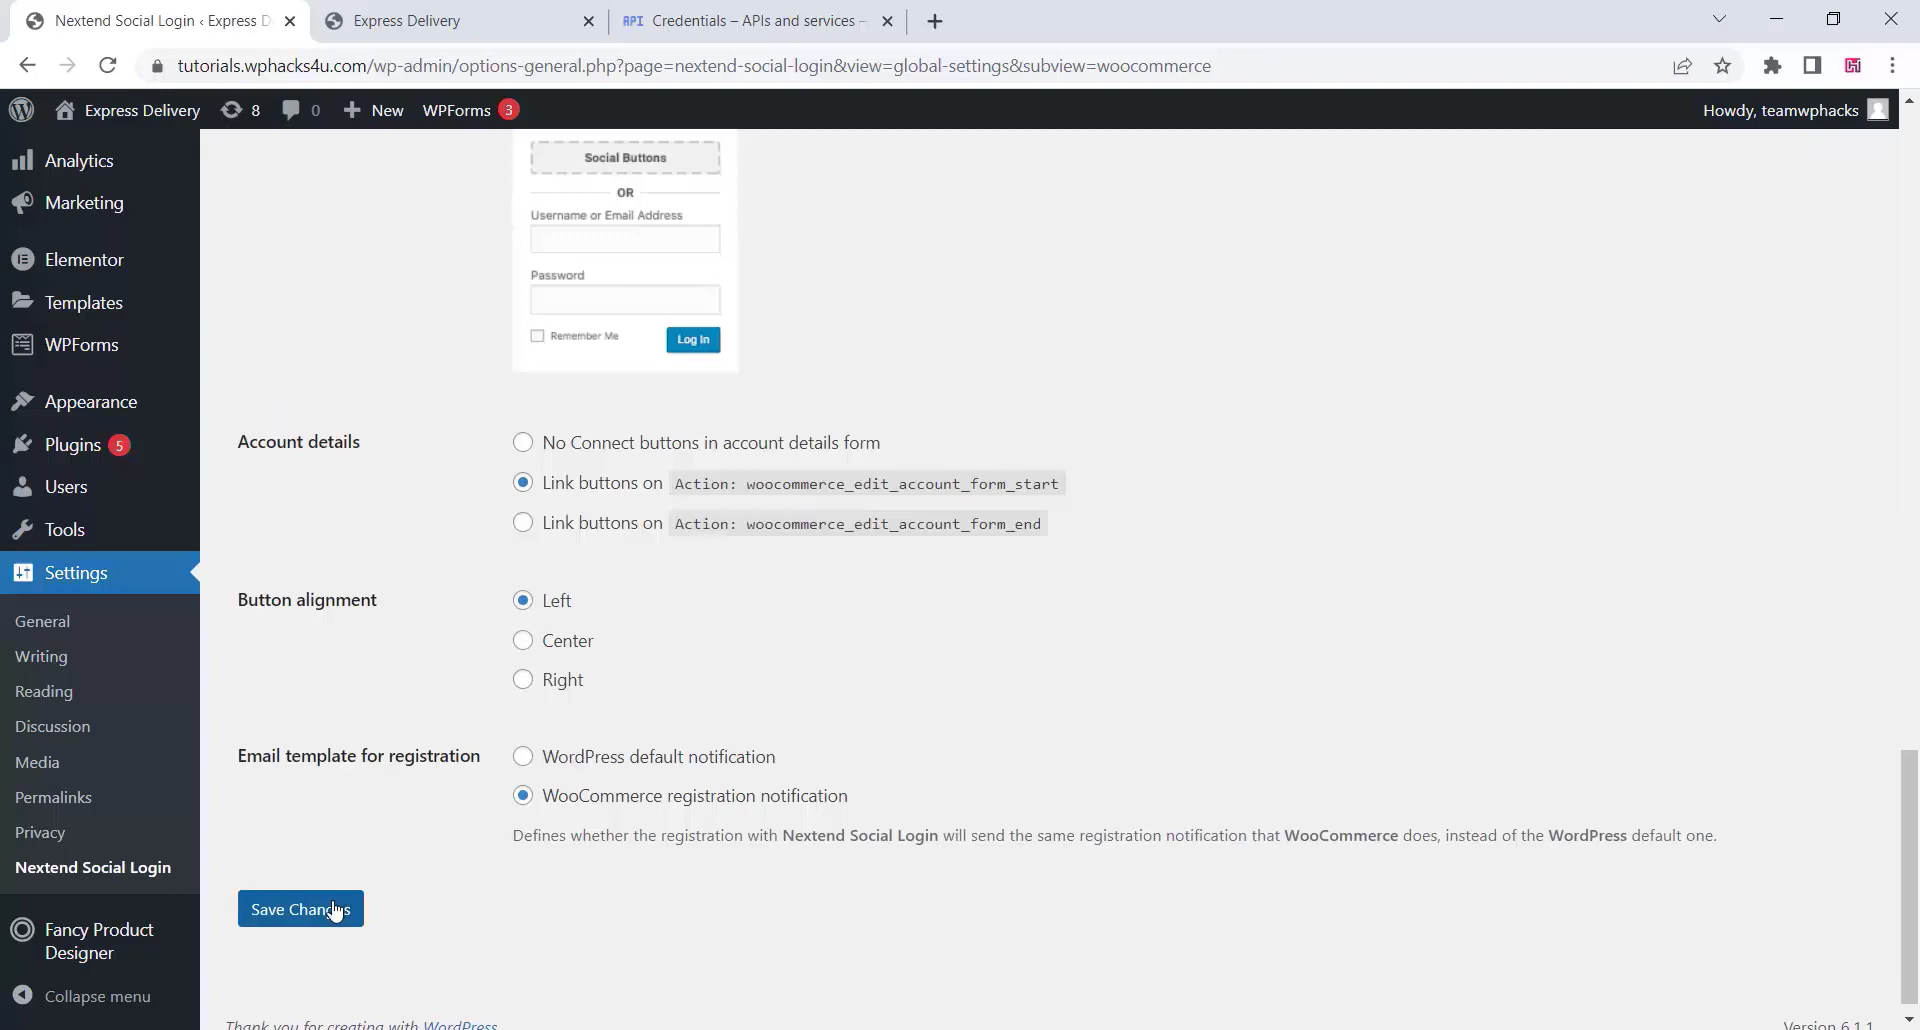 Nextend Social Login ‹ Express D
Express Delivery
API Credentials – APIs and services –
tutorials.wphacks4u.com/wp-admin/options-general.php?page=nextend-social-login&view=global-settings&subview=woocommerce
Express Delivery 8 0 New WPForms 3
Howdy, teamwphacks
Analytics
Marketing
Elementor
Templates
WPForms
Appearance
Plugins 5
Users
Tools
Settings
General
Writing
Reading
Discussion
Media
Permalinks
Privacy
Nextend Social Login
Fancy Product
Designer
Collapse menu
Social Buttons
OR
Username or Email Address
Password
Remember Me
Log In
Account details
No Connect buttons in account details form
Link buttons on Action: woocommerce_edit_account_form_start
Link buttons on Action: woocommerce_edit_account_form_end
Button alignment
Left
Center
Right
Email template for registration
WordPress default notification
WooCommerce registration notification
Defines whether the registration with Nextend Social Login will send the same registration notification that WooCommerce does, instead of the WordPress default one.
Save Changes
Thank you for creating with WordPress
Version 6.1.1